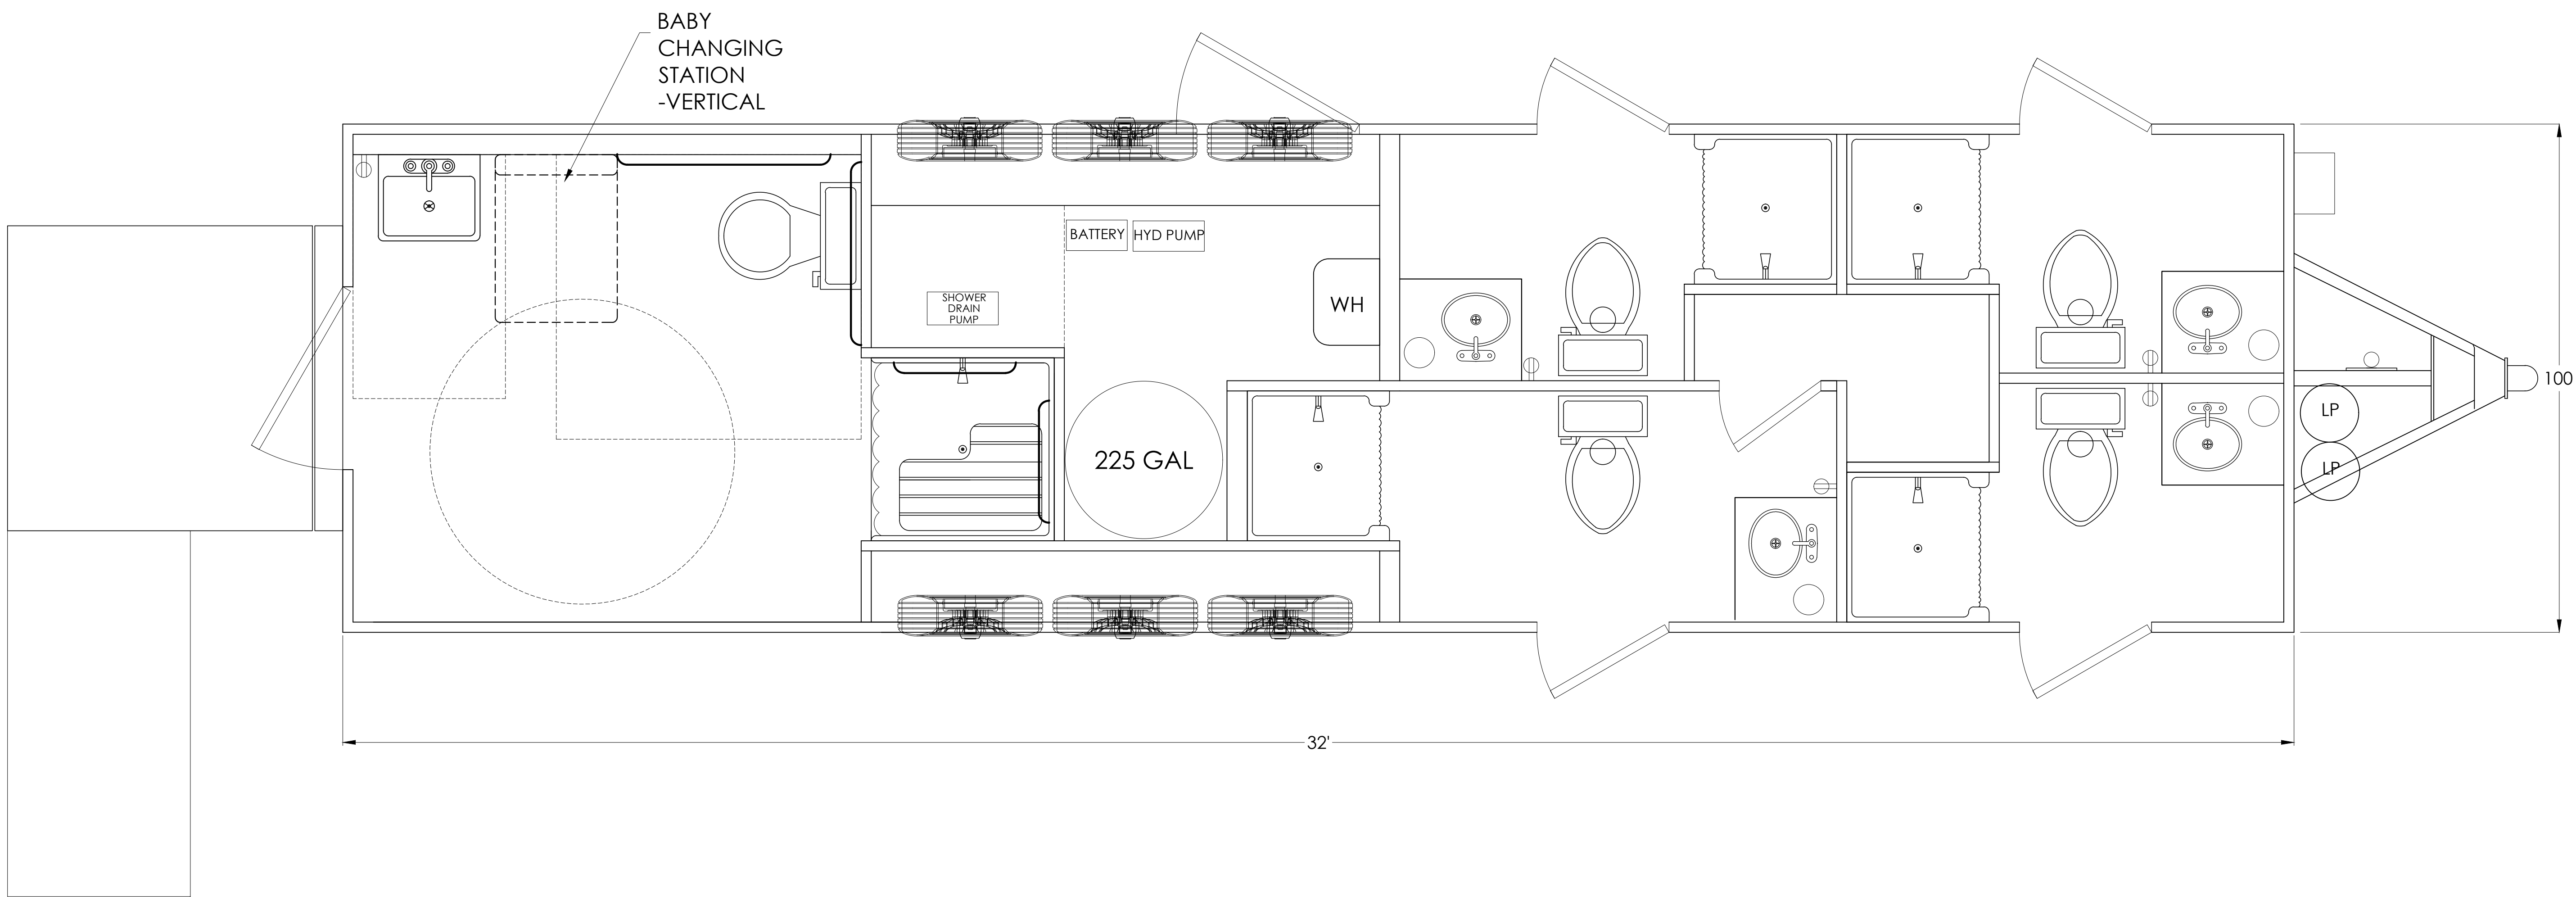 BABY
CHANGING
STATION
-VERTICAL
BATTERY
HYD PUMP
SHOWER
DRAIN
PUMP
WH
225 GAL
LP
LP
100
32'